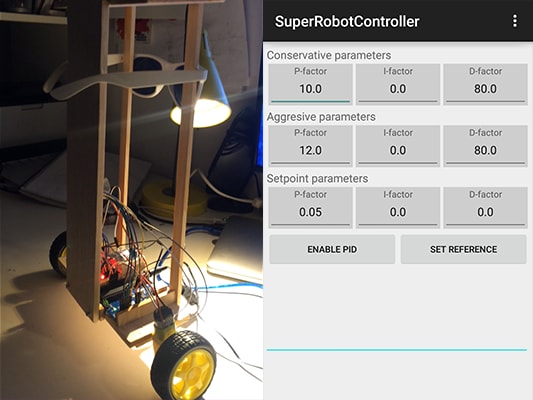 SuperRobotController
Conservative parameters
P-factor I-factor D-factor
10.0 0.0 80.0
Aggresive parameters
P-factor I-factor D-factor
12.0 0.0 80.0
Setpoint parameters
P-factor I-factor D-factor
0.05 0.0 0.0
ENABLE PID SET REFERENCE